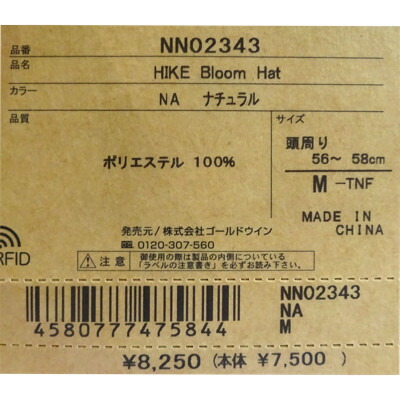 品番 NN02343
品名 HIKE Bloom Hat
カラー NA ナチュラル
品質
ポリエステル 100%
サイズ
頭周り
56〜 58cm
M -TNF
MADE IN
CHINA
発売元/株式会社ゴールドウイン
0120-307-560
RFID
注意 御使用の際は製品の内側に付いている
「ラベルの注意書き」を必ずお読み下さい。
NN02343
NA
M
4580777475844
¥8,250(本体 ¥7,500)